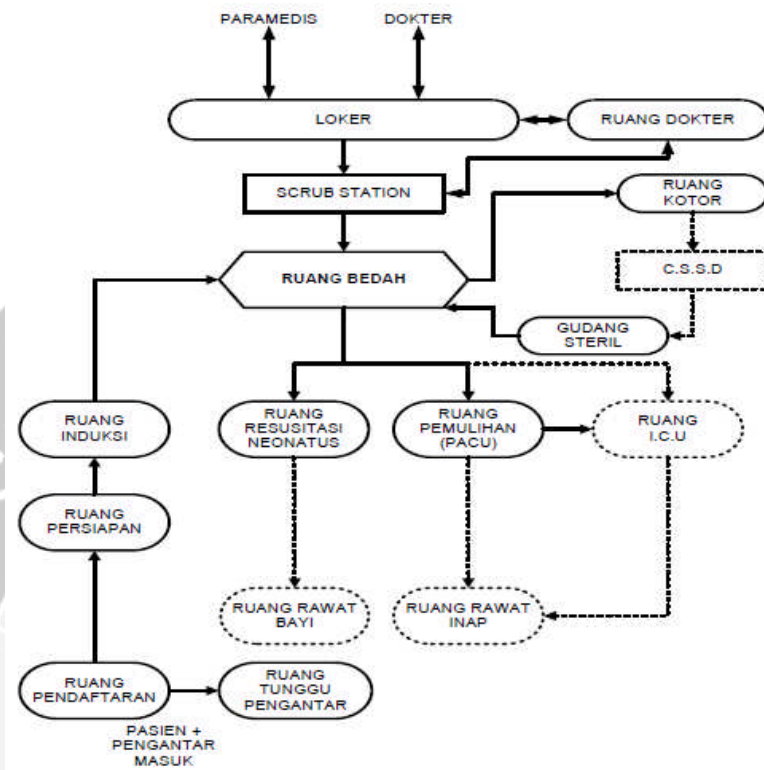 PARAMEDIS
DOKTER
LOKER
RUANG DOKTER
SCRUB STATION
RUANG
KOTOR
RUANG BEDAH
C.S.S.D
GUDANG
STERIL
RUANG
INDUKSI
RUANG
RESUSITASI
NEONATUS
RUANG
PEMULIHAN
(PACU)
RUANG
I.C.U
RUANG
PERSIAPAN
RUANG RAWAT
BAYI
RUANG RAWAT
INAP
RUANG
PENDAFTARAN
RUANG
TUNGGU
PENGANTAR
PASIEN +
PENGANTAR
MASUK